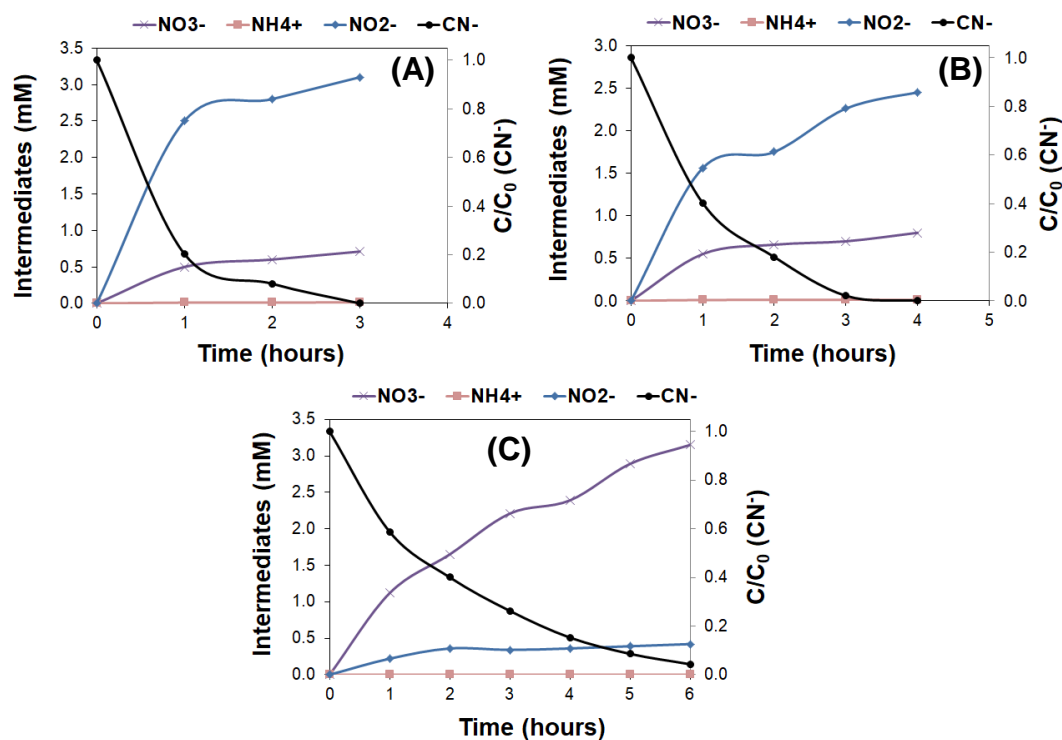 NO3- NH4+ NO2- CN-
(A)
Intermediates (mM)
3.5
3.0
2.5
2.0
1.5
1.0
0.5
0.0
1.0
0.8
0.6
0.4
0.2
0.0
C/C₀ (CN⁻)
0 1 2 3 4
Time (hours)
NO3- NH4+ NO2- CN-
(B)
Intermediates (mM)
3.0
2.5
2.0
1.5
1.0
0.5
0.0
1.0
0.8
0.6
0.4
0.2
0.0
C/C₀ (CN⁻)
0 1 2 3 4 5
Time (hours)
NO3- NH4+ NO2- CN-
(C)
Intermediates (mM)
3.5
3.0
2.5
2.0
1.5
1.0
0.5
0.0
1.0
0.8
0.6
0.4
0.2
0.0
C/C₀ (CN⁻)
0 1 2 3 4 5 6
Time (hours)